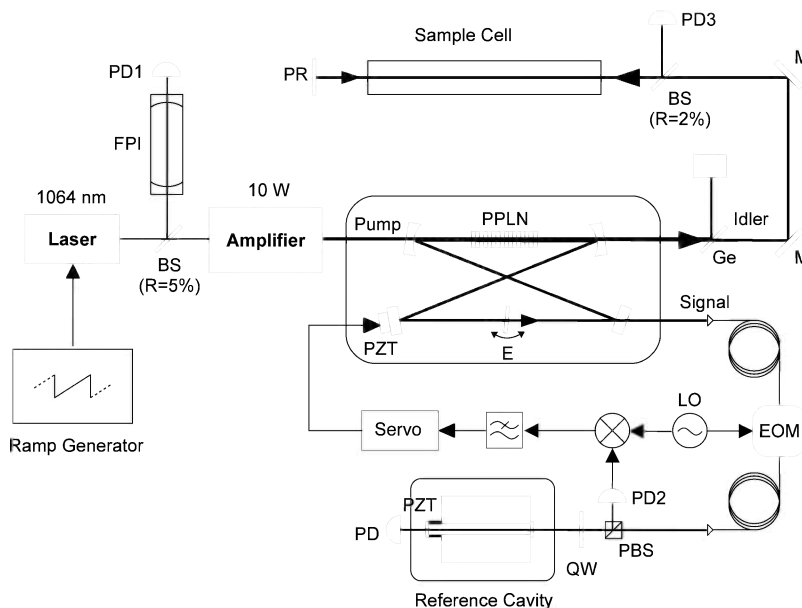 Sample Cell
PD3
PR
BS
(R=2%)
M
PD1
FPI
1064 nm
Laser
BS
(R=5%)
10 W
Amplifier
Pump
PPLN
Idler
Ge
M
Signal
PZT
E
Ramp Generator
Servo
LO
EOM
PD2
PZT
PD
QW
PBS
Reference Cavity